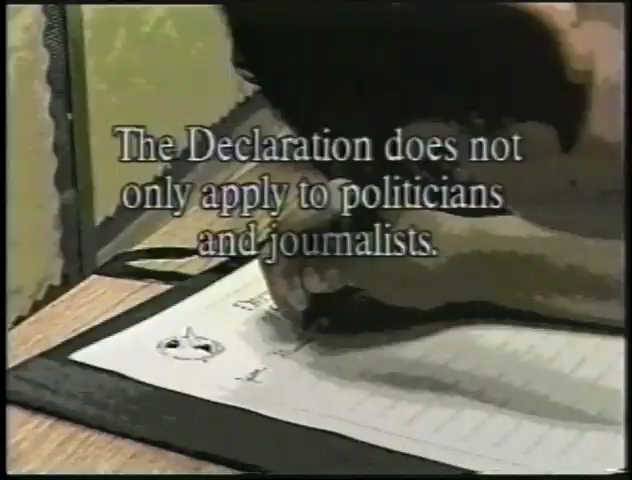 The Declaration does not
only apply to politicians
and journalists.